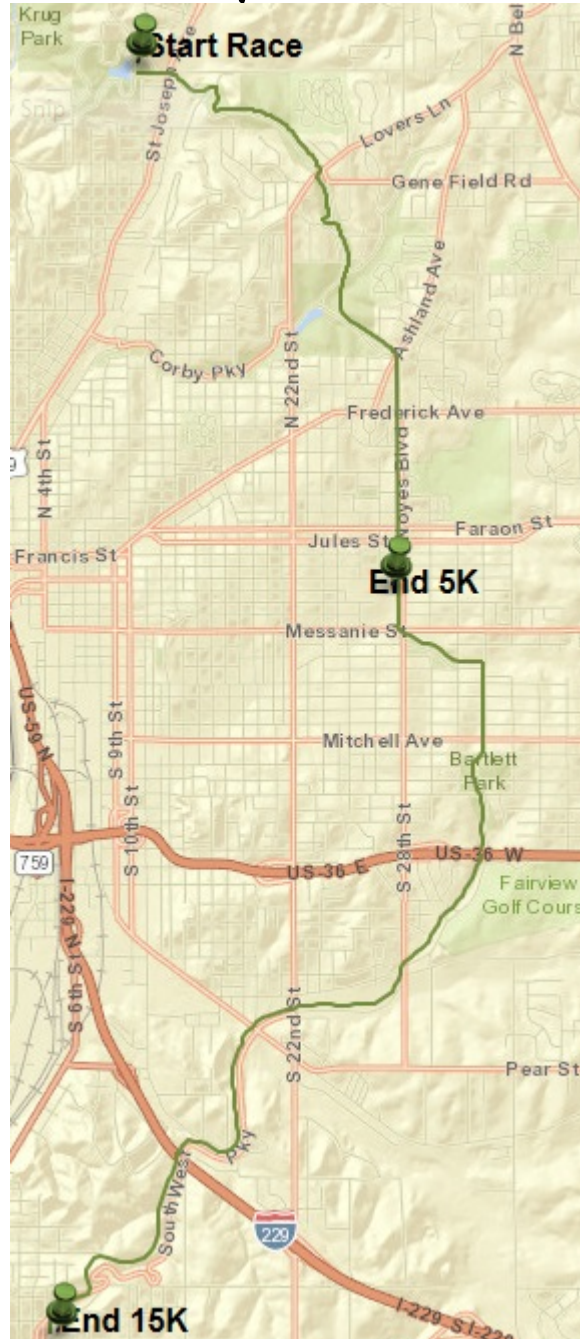 Krug
Park
Start Race
N Bel
Snip
St Joseph Ave
Lovers Ln
Gene Field Rd
Ashland Ave
Corby Pky
N 22nd St
Frederick Ave
N 4th St
Noyes Blvd
Faraon St
Jules St
Francis St
End 5K
Messanie St
US-59 N
S 9th St
Mitchell Ave
Bartlett
Park
S 10th St
S 28th St
US-36 E
US-36 W
759
I-229 N
Fairview
Golf Cours
S 6th St
S 22nd St
Pear St
SouthWest
Pky
229
End 15K
I-229 S